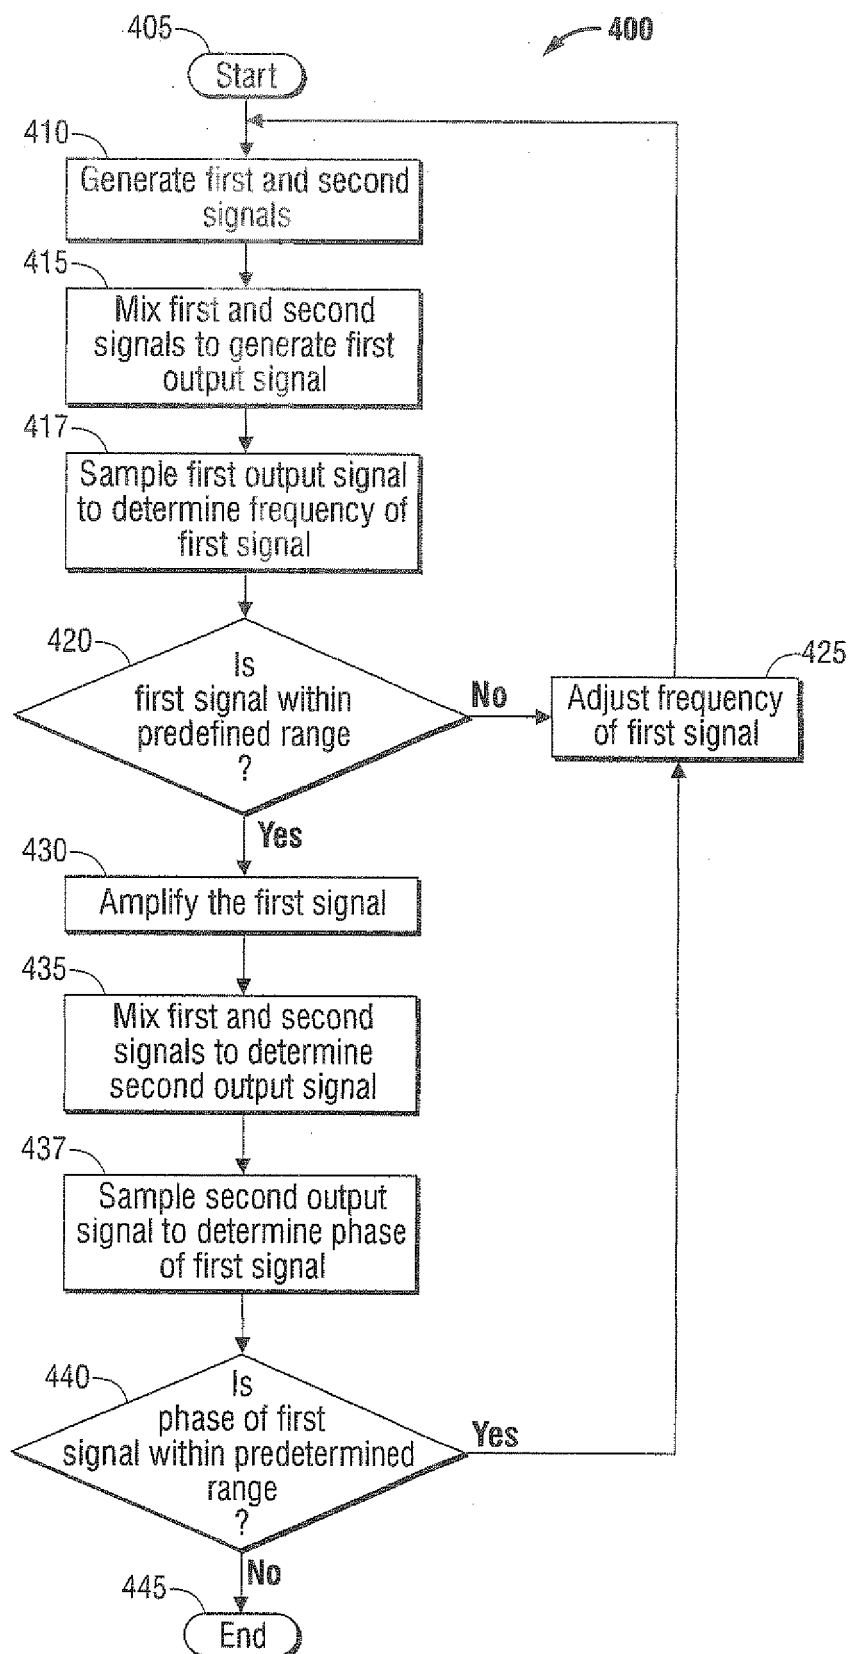 405
400
Start
410
Generate first and second
signals
415
Mix first and second
signals to generate first
output signal
417
Sample first output signal
to determine frequency of
first signal
420
Is
first signal within
predefined range
?
No
425
Adjust frequency
of first signal
Yes
430
Amplify the first signal
435
Mix first and second
signals to determine
second output signal
437
Sample second output
signal to determine phase
of first signal
440
Is
phase of first
signal within predetermined
range
?
Yes
No
445
End